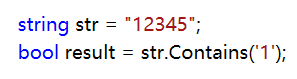 string str = "12345";
bool result = str.Contains('1');